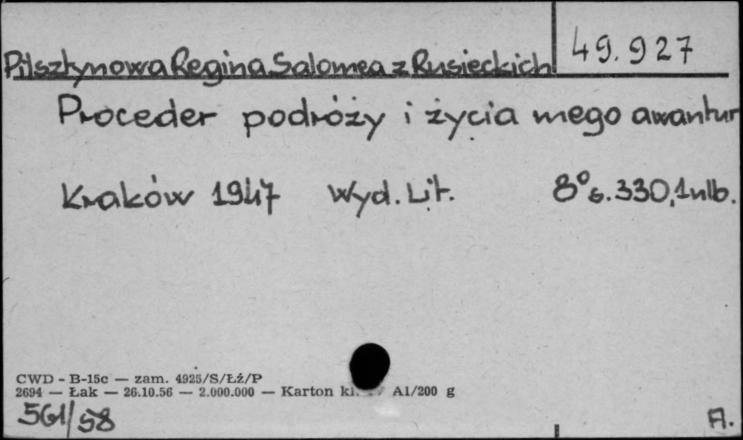 49.927
Pilsztynowa Regina Salomea z Rusieckich
Proceder podróży i życia mego awantur
Kraków 1947 Wyd. Lit. 8° s. 330, 1 nlb.
CWD - B-15c — zam. 4925/S/Łż/P
2694 — Łak — 26.10.56 — 2.000.000 — Karton kl. A1/200 g
561/58
A.